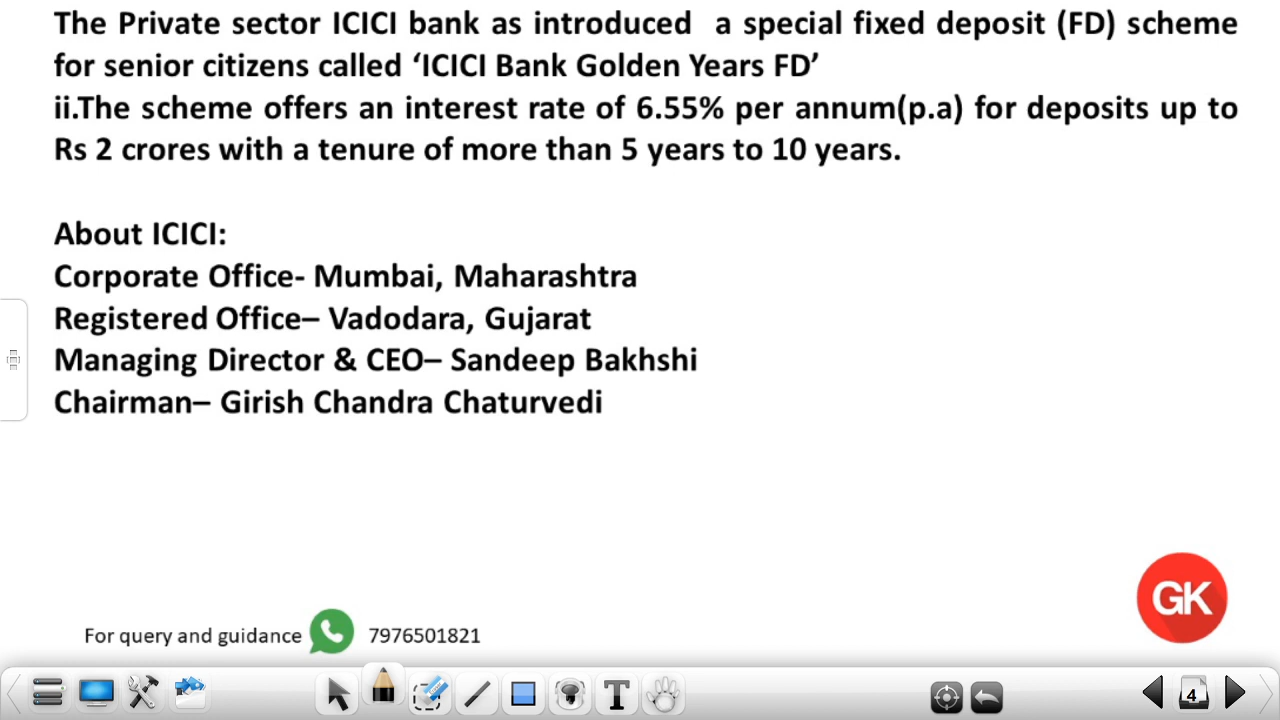 The Private sector ICICI bank as introduced a special fixed deposit (FD) scheme
for senior citizens called ‘ICICI Bank Golden Years FD’
ii.The scheme offers an interest rate of 6.55% per annum(p.a) for deposits up to
Rs 2 crores with a tenure of more than 5 years to 10 years.
About ICICI:
Corporate Office- Mumbai, Maharashtra
Registered Office– Vadodara, Gujarat
Managing Director & CEO– Sandeep Bakhshi
Chairman– Girish Chandra Chaturvedi
GK
For query and guidance 7976501821
T
4